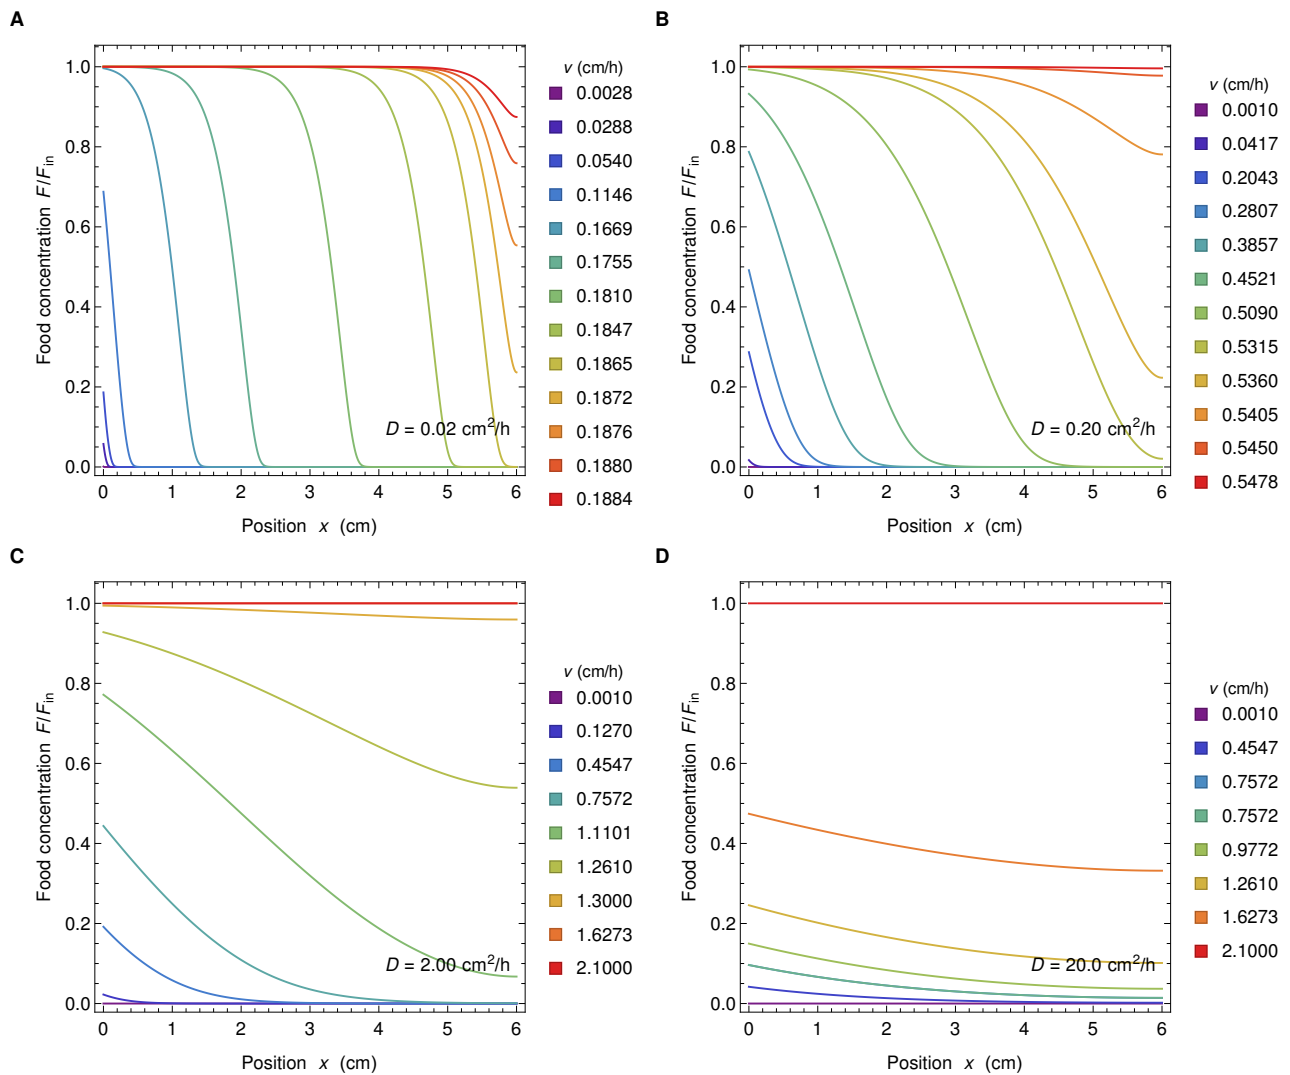 A
1.0
0.8
0.6
0.4
0.2
0.0
0 1 2 3 4 5 6
Food concentration F/Fin
Position x (cm)
D = 0.02 cm²/h
v (cm/h)
0.0028
0.0288
0.0540
0.1146
0.1669
0.1755
0.1810
0.1847
0.1865
0.1872
0.1876
0.1880
0.1884
B
1.0
0.8
0.6
0.4
0.2
0.0
0 1 2 3 4 5 6
Food concentration F/Fin
Position x (cm)
D = 0.20 cm²/h
v (cm/h)
0.0010
0.0417
0.2043
0.2807
0.3857
0.4521
0.5090
0.5315
0.5360
0.5405
0.5450
0.5478
C
1.0
0.8
0.6
0.4
0.2
0.0
0 1 2 3 4 5 6
Food concentration F/Fin
Position x (cm)
D = 2.00 cm²/h
v (cm/h)
0.0010
0.1270
0.4547
0.7572
1.1101
1.2610
1.3000
1.6273
2.1000
D
1.0
0.8
0.6
0.4
0.2
0.0
0 1 2 3 4 5 6
Food concentration F/Fin
Position x (cm)
D = 20.0 cm²/h
v (cm/h)
0.0010
0.4547
0.7572
0.7572
0.9772
1.2610
1.6273
2.1000